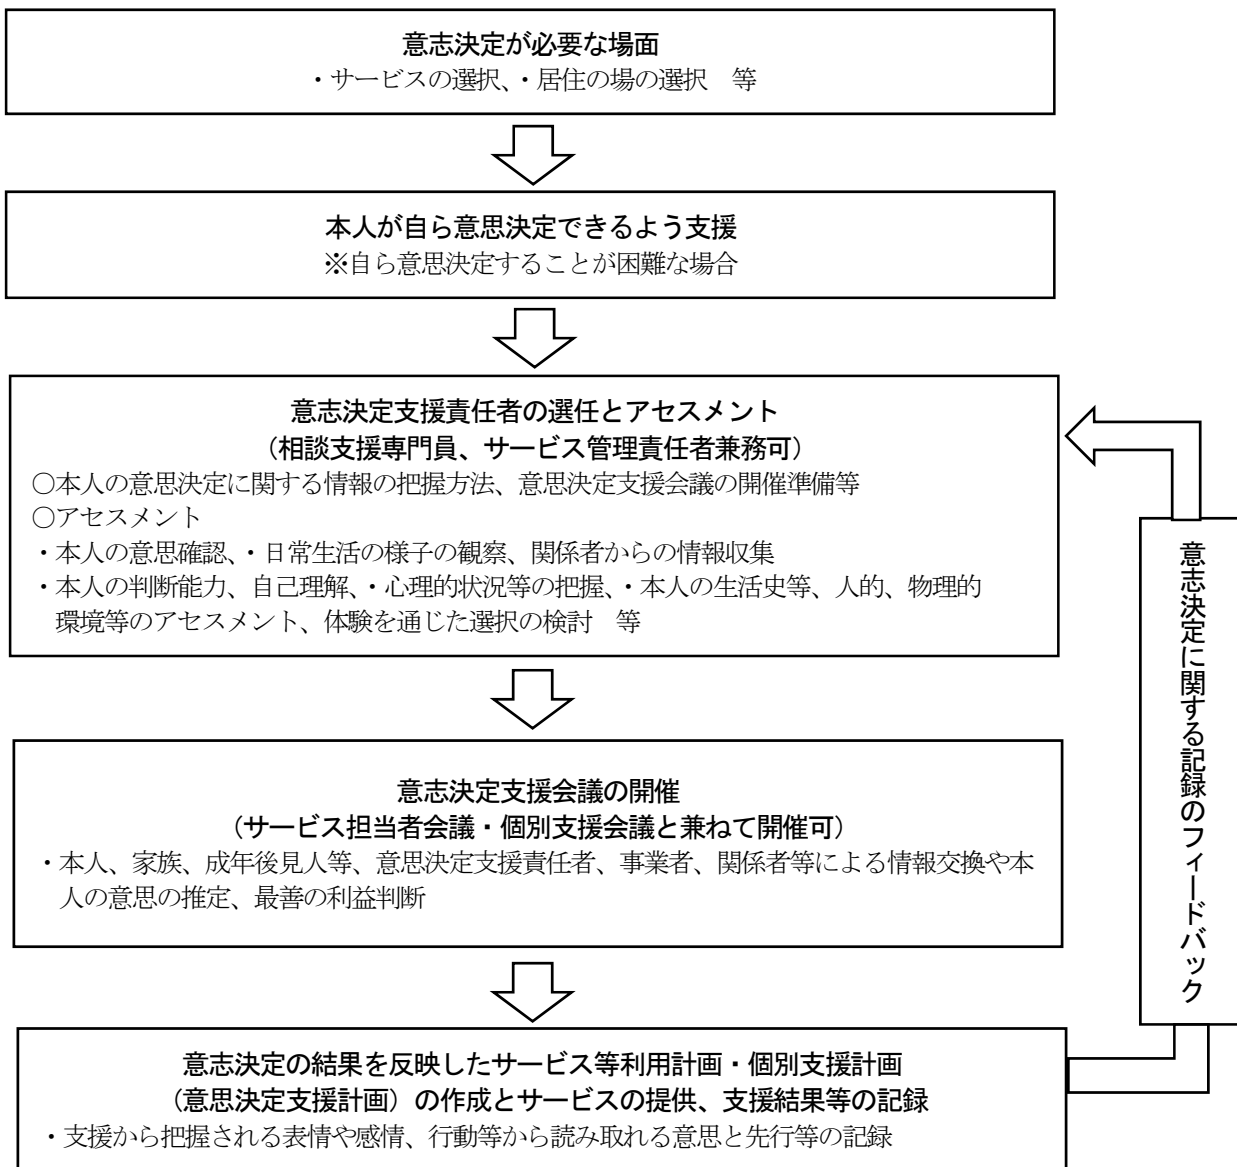 意志決定が必要な場面
・サービスの選択、・居住の場の選択　等
本人が自ら意思決定できるよう支援
※自ら意思決定することが困難な場合
意志決定支援責任者の選任とアセスメント
（相談支援専門員、サービス管理責任者兼務可）
○本人の意思決定に関する情報の把握方法、意思決定支援会議の開催準備等
○アセスメント
・本人の意思確認、・日常生活の様子の観察、関係者からの情報収集
・本人の判断能力、自己理解、・心理的状況等の把握、・本人の生活史等、人的、物理的
環境等のアセスメント、体験を通じた選択の検討　等
意志決定支援会議の開催
（サービス担当者会議・個別支援会議と兼ねて開催可）
・本人、家族、成年後見人等、意思決定支援責任者、事業者、関係者等による情報交換や本
人の意思の推定、最善の利益判断
意志決定の結果を反映したサービス等利用計画・個別支援計画
（意思決定支援計画）の作成とサービスの提供、支援結果等の記録
・支援から把握される表情や感情、行動等から読み取れる意思と先行等の記録
意志決定に関する記録のフィードバック